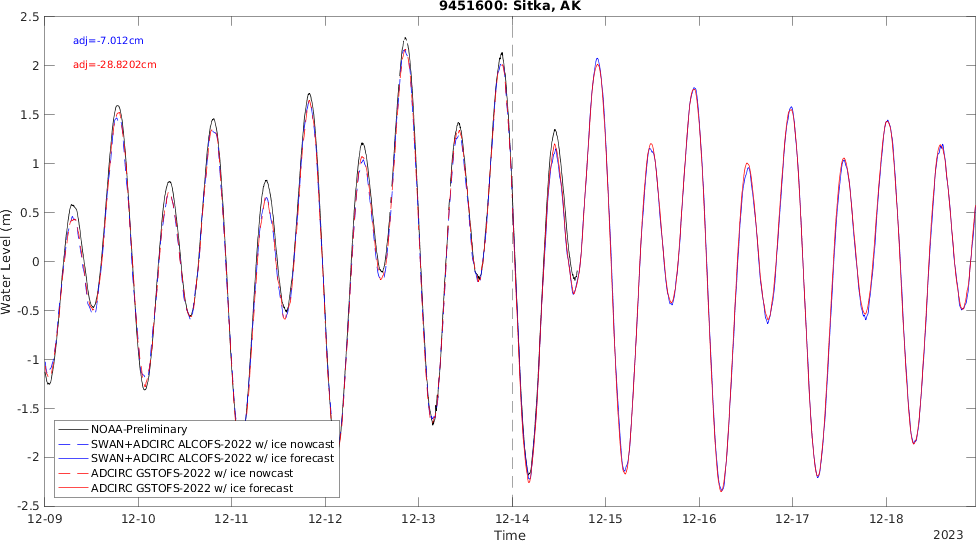 9451600: Sitka, AK
2.5
2
1.5
1
0.5
0
-0.5
-1
-1.5
-2
-2.5
Water Level (m)
adj=-7.012cm
adj=-28.8202cm
NOAA-Preliminary
SWAN+ADCIRC ALCOFS-2022 w/ ice nowcast
SWAN+ADCIRC ALCOFS-2022 w/ ice forecast
ADCIRC GSTOFS-2022 w/ ice nowcast
ADCIRC GSTOFS-2022 w/ ice forecast
12-09 12-10 12-11 12-12 12-13 12-14 12-15 12-16 12-17 12-18
Time
2023